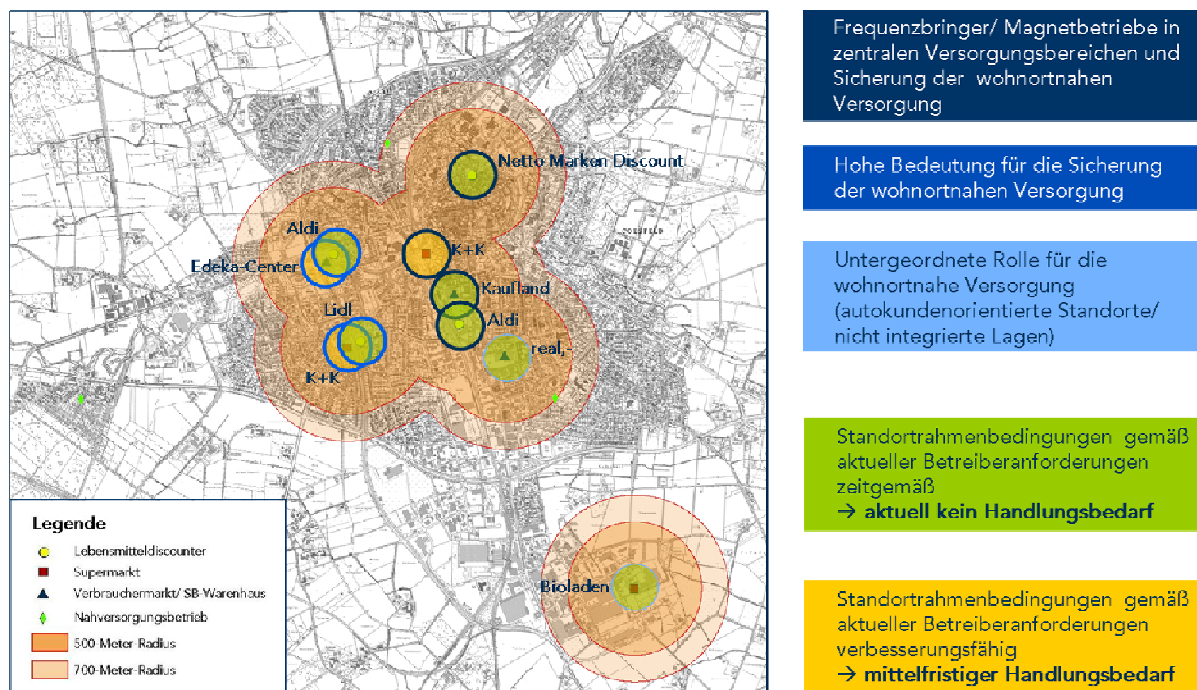 Netto Marken Discount
Aldi
K+K
Edeka-Center
Kaufland
Lidl
Aldi
real,-
K+K
Bioladen
Legende
Lebensmitteldiscounter
Supermarkt
Verbrauchermarkt/ SB-Warenhaus
Nahversorgungsbetrieb
500-Meter-Radius
700-Meter-Radius
Frequenzbringer/ Magnetbetriebe in
zentralen Versorgungsbereichen und
Sicherung der wohnortnahen
Versorgung
Hohe Bedeutung für die Sicherung
der wohnortnahen Versorgung
Untergeordnete Rolle für die
wohnortnahe Versorgung
(autokundenorientierte Standorte/
nicht integrierte Lagen)
Standortrahmenbedingungen gemäß
aktueller Betreiberanforderungen
zeitgemäß
→ aktuell kein Handlungsbedarf
Standortrahmenbedingungen gemäß
aktueller Betreiberanforderungen
verbesserungsfähig
→ mittelfristiger Handlungsbedarf